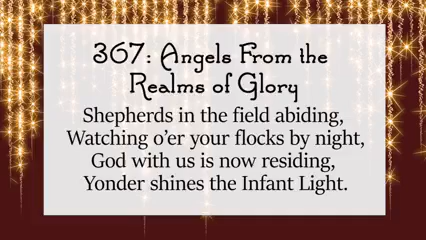 367: Angels From the
Realms of Glory
Shepherds in the field abiding,
Watching o’er your flocks by night,
God with us is now residing,
Yonder shines the Infant Light.